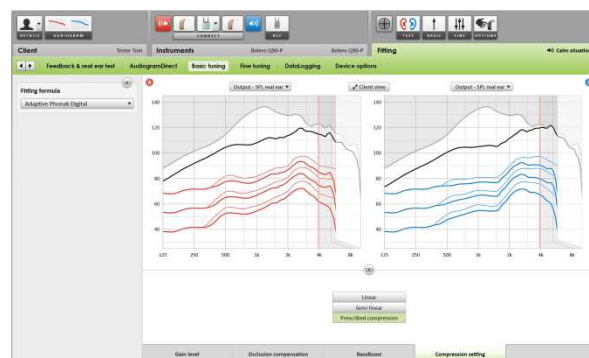 DETAILS AUDIOGRAM CONNECT ACC TEST BASIC FINE OPTIONS
Client Tester Tom Instruments Bolero Q90-P Bolero Q90-P Fitting Calm situation
Feedback & real ear test AudiogramDirect Basic tuning Fine tuning DataLogging Device options
Fitting formula
Adaptive Phonak Digital
Output - SPL real ear Client view Output - SPL real ear
140 140
120 120
100 100
80 80
60 60
40 40
125 250 500 1k 2k 4k 8k 125 250 500 1k 2k 4k 8k
Linear
Semi linear
Prescribed compression
Gain level Occlusion compensation BassBoost Compression setting